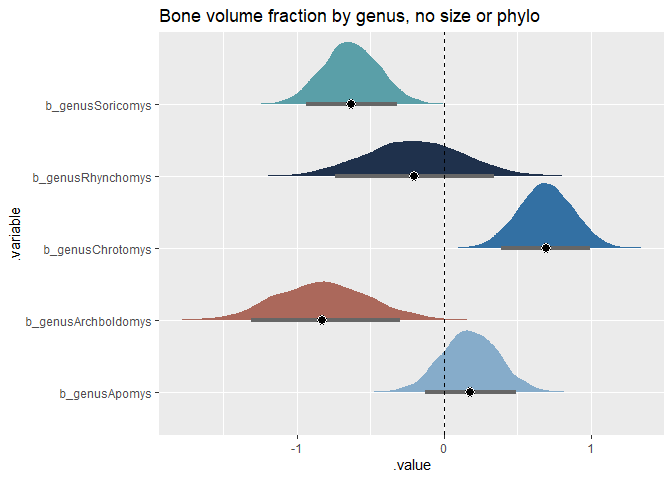 Bone volume fraction by genus, no size or phylo
.variable
b_genusSoricomys
b_genusRhynchomys
b_genusChrotomys
b_genusArchboldomys
b_genusApomys
-1
0
1
.value